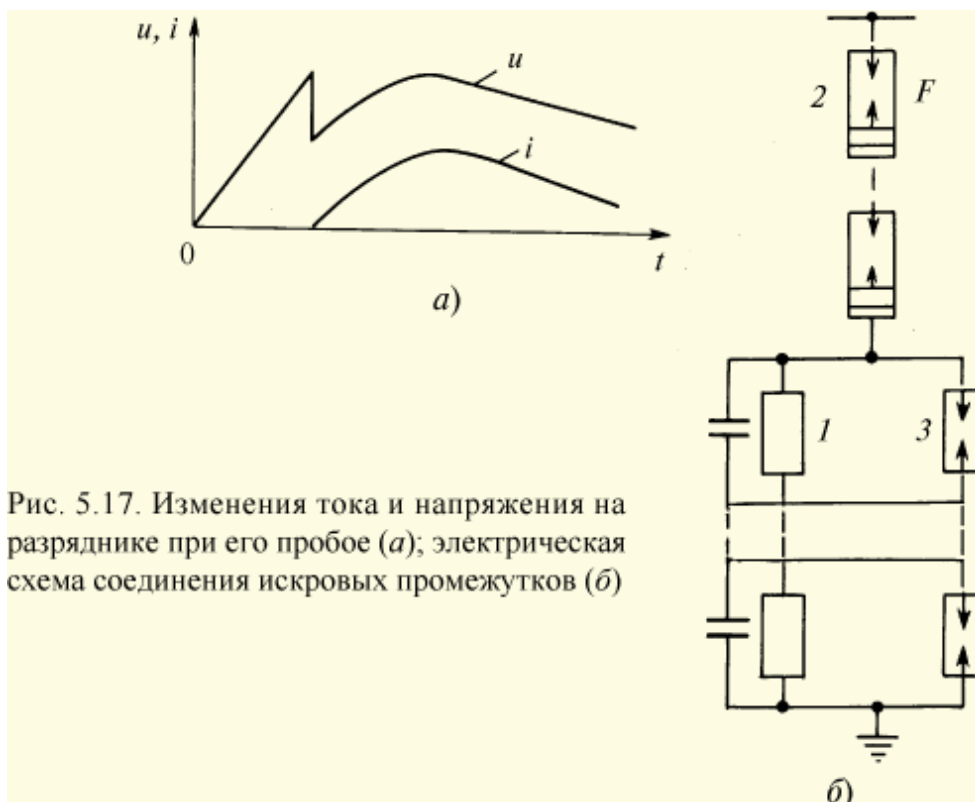 u, i
u
i
0
t
а)
2
F
1
3
б)
Рис. 5.17. Изменения тока и напряжения на
разряднике при его пробое (а); электрическая
схема соединения искровых промежутков (б)